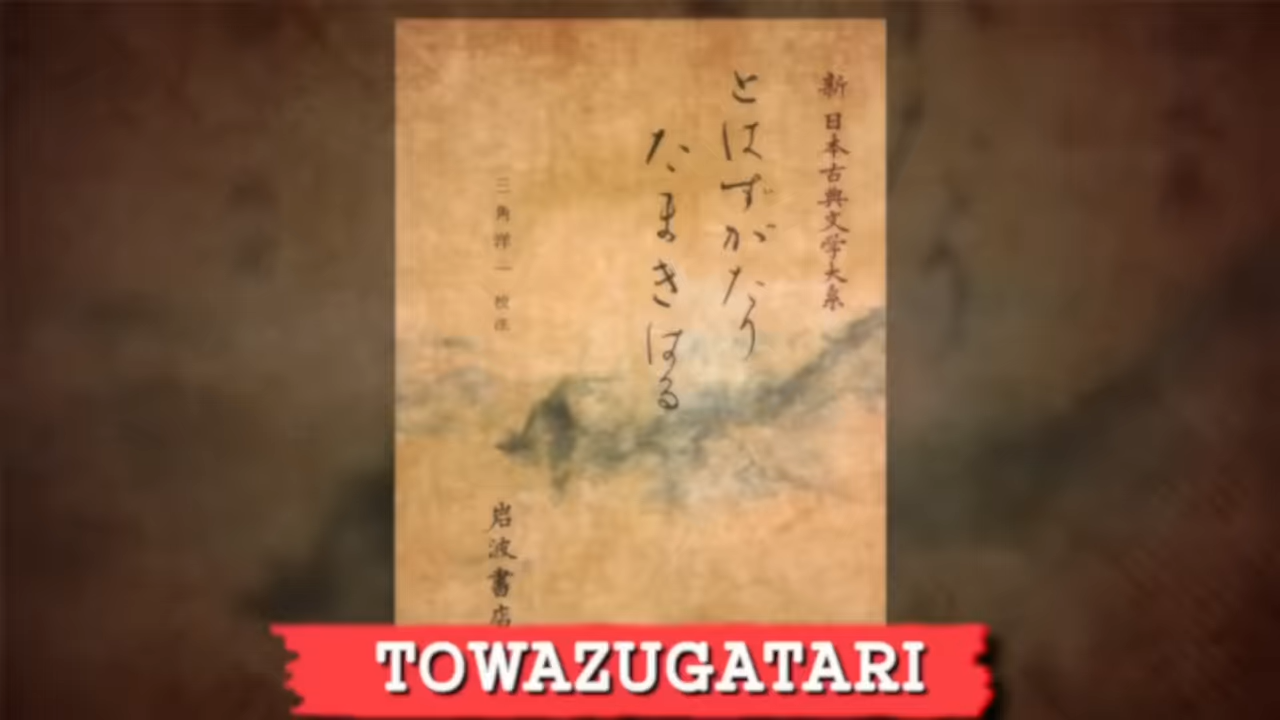 新日本古典文学大系
とはずがたり
たまきはる
三角洋一 校注
岩波書店
TOWAZUGATARI